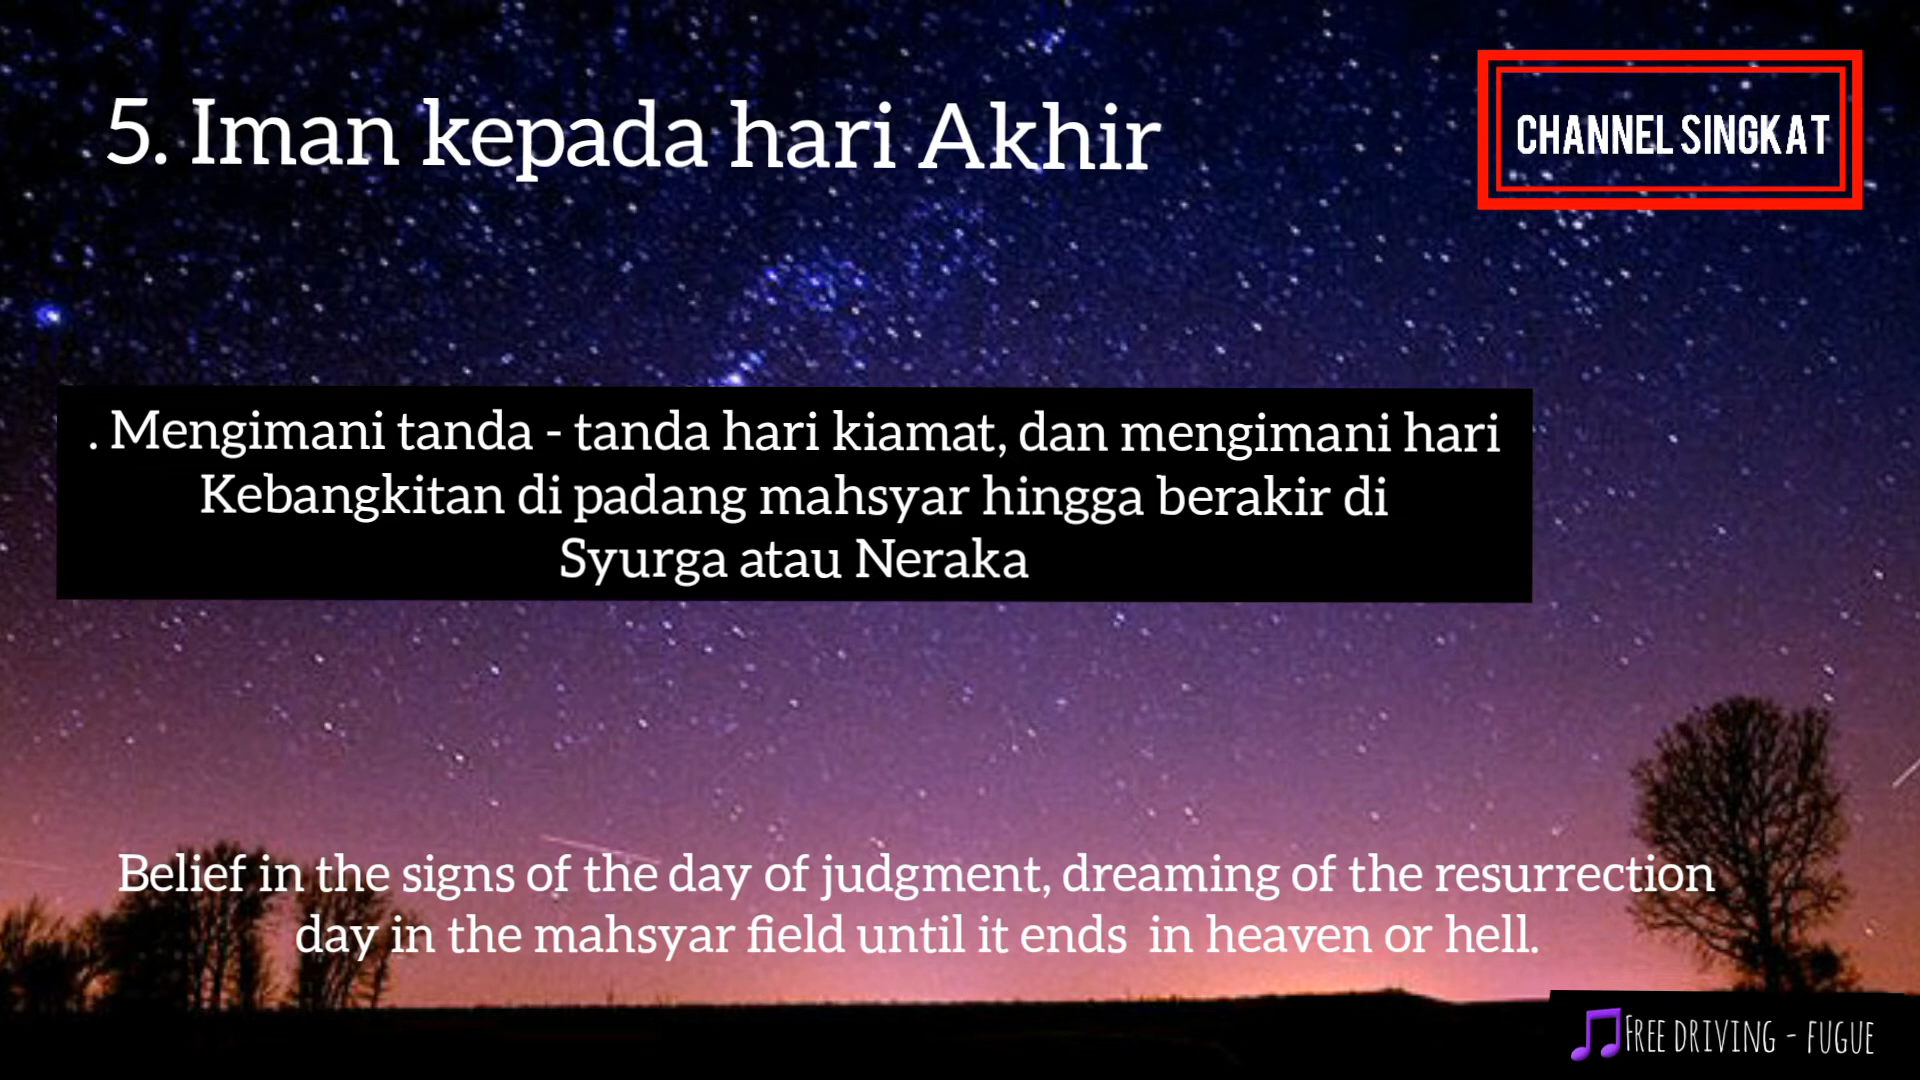 5. Iman kepada hari Akhir
CHANNEL SINGKAT
. Mengimani tanda - tanda hari kiamat, dan mengimani hari
Kebangkitan di padang mahsyar hingga berakir di
Syurga atau Neraka
Belief in the signs of the day of judgment, dreaming of the resurrection
day in the mahsyar field until it ends in heaven or hell.
🎵FREE DRIVING - FUGUE